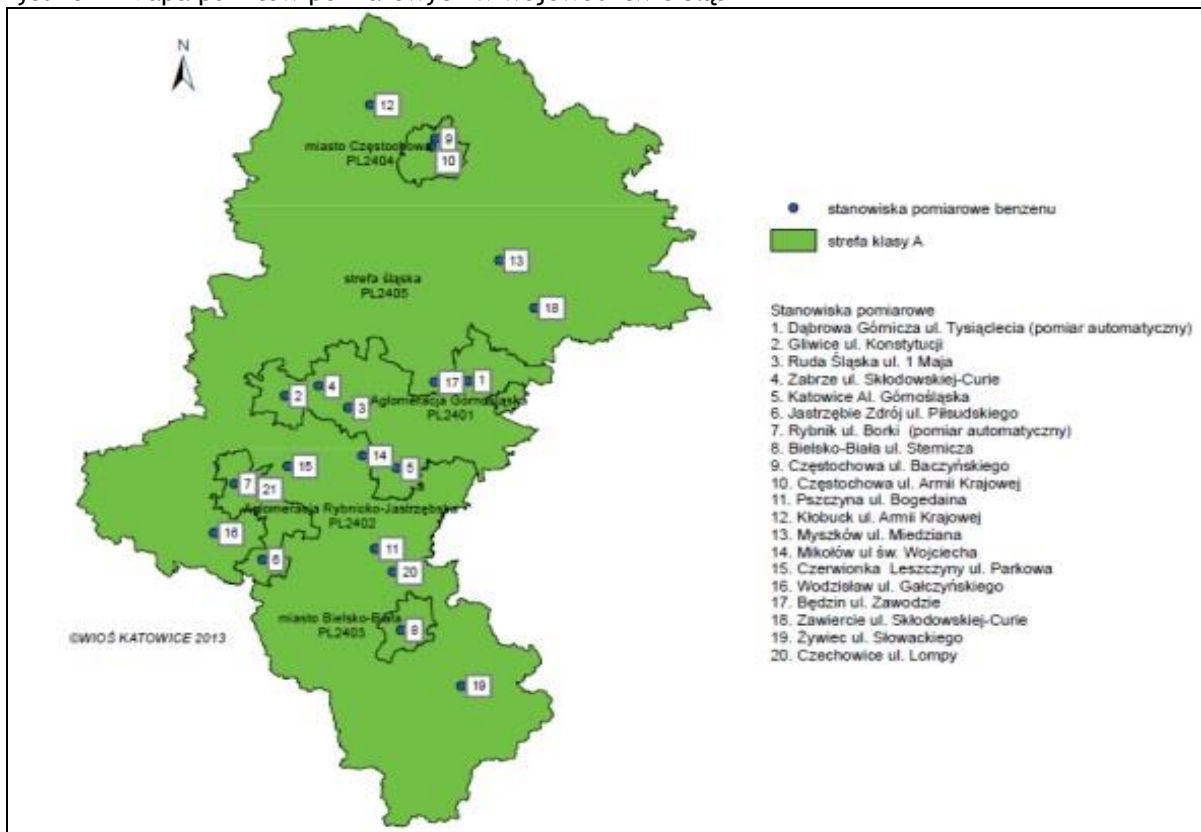 N
12
9
miasto Częstochowa
PL2404
10
stanowiska pomiarowe benzenu
strefa klasy A
13
strefa śląska
PL2405
18
Stanowiska pomiarowe
1. Dąbrowa Górnicza ul. Tysiąclecia (pomiar automatyczny)
2. Gliwice ul. Konstytucji
3. Ruda Śląska ul. 1 Maja
4. Zabrze ul. Skłodowskiej-Curie
5. Katowice Al. Górnośląska
6. Jastrzębie Zdrój ul. Piłsudskiego
7. Rybnik ul. Borki (pomiar automatyczny)
8. Bielsko-Biała ul. Sternicza
9. Częstochowa ul. Baczyńskiego
10. Częstochowa ul. Armii Krajowej
11. Pszczyna ul. Bogedaina
12. Kłobuck ul. Armii Krajowej
13. Myszków ul. Miedziana
14. Mikołów ul św. Wojciecha
15. Czerwionka Leszczyny ul. Parkowa
16. Wodzisław ul. Gałczyńskiego
17. Będzin ul. Zawodzie
18. Zawiercie ul. Skłodowskiej-Curie
19. Żywiec ul. Słowackiego
20. Czechowice ul. Lompy
4
17
1
2
3
Aglomeracja Górnośląska
PL2401
14
5
15
7
21
Aglomeracja Rybnicko-Jastrzębska
PL2402
16
11
6
20
miasto Bielsko-Biała
PL2403
8
©WIOŚ KATOWICE 2013
19